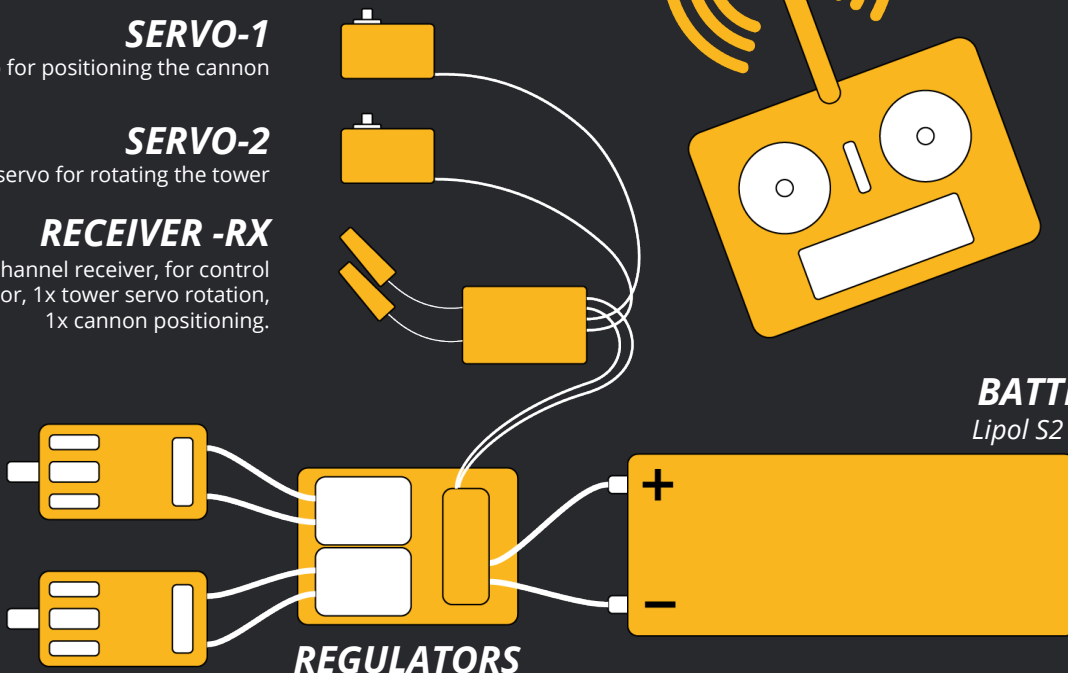 SERVO-1
for positioning the cannon
SERVO-2
servo for rotating the tower
RECEIVER -RX
hannel receiver, for control
or, 1x tower servo rotation,
1x cannon positioning.
BATT
Lipol S2
+
−
REGULATORS